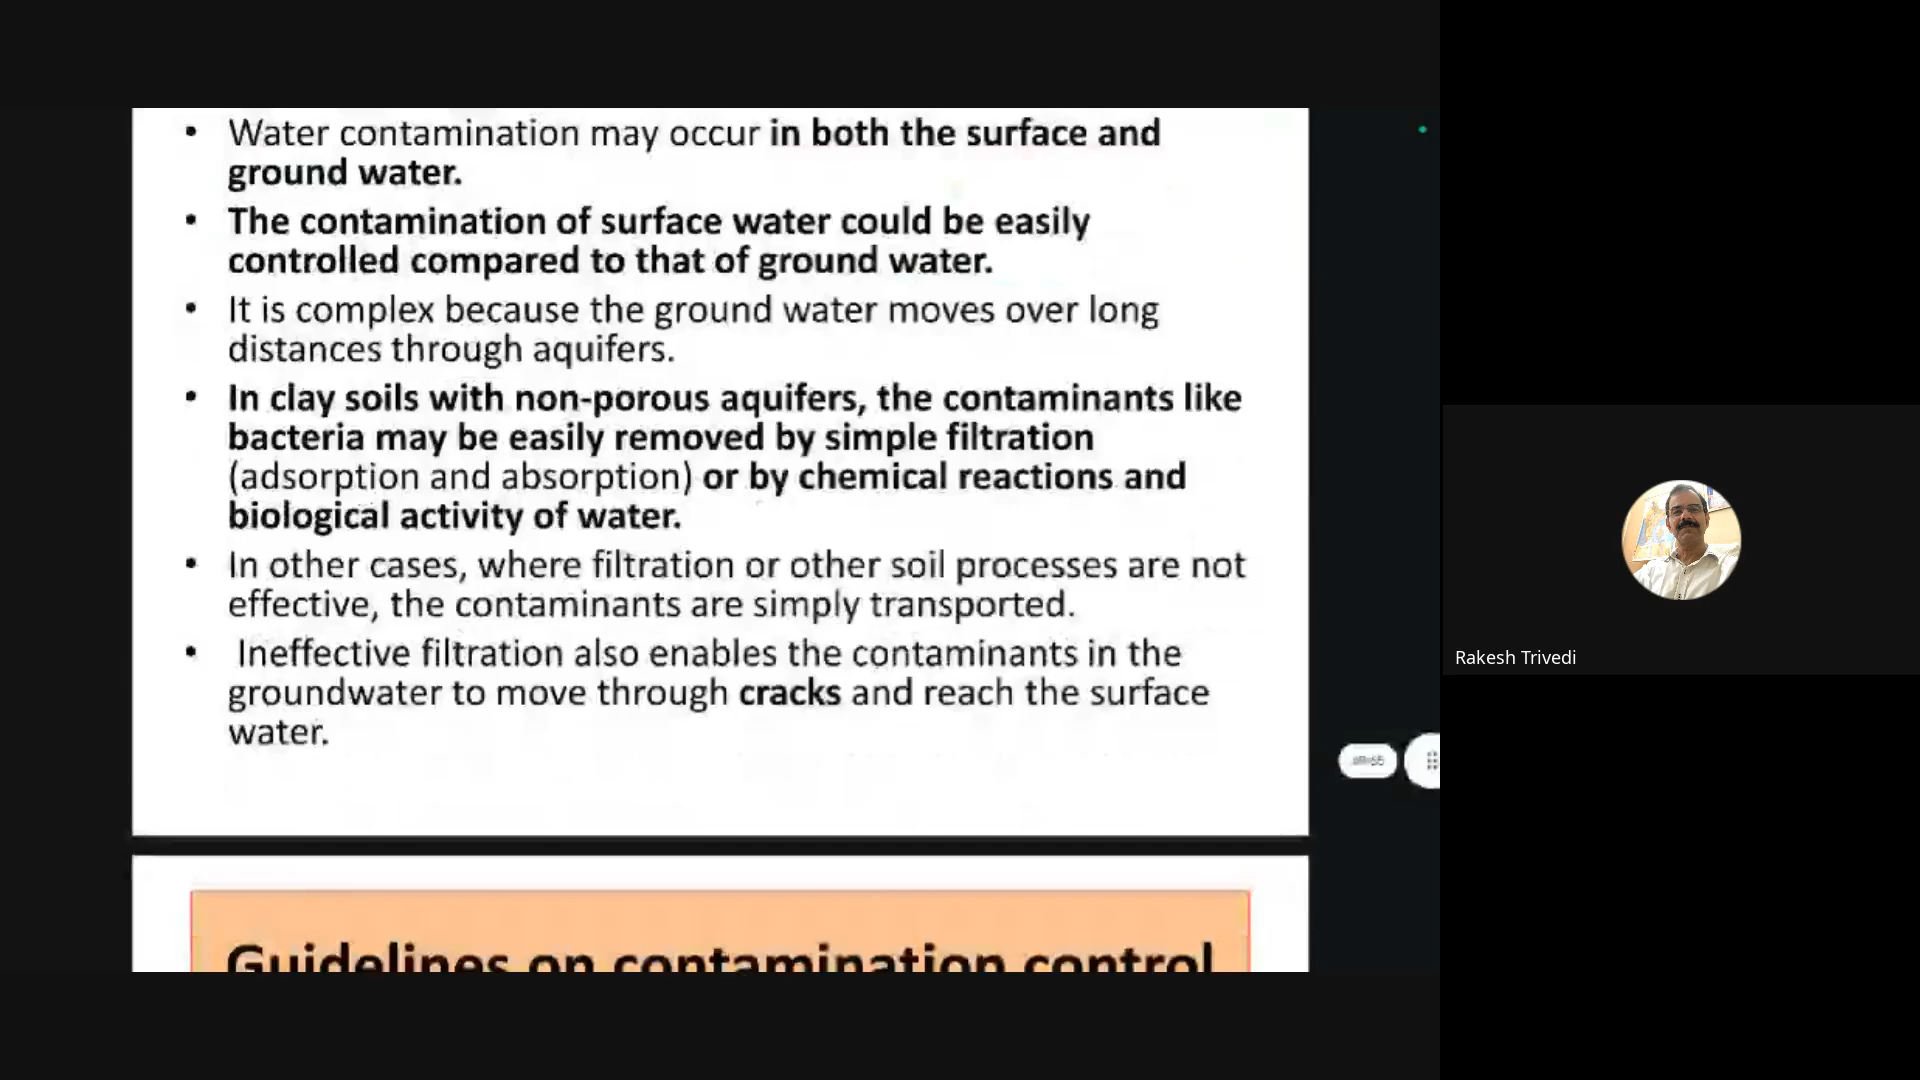 • Water contamination may occur in both the surface and
ground water.
• The contamination of surface water could be easily
controlled compared to that of ground water.
• It is complex because the ground water moves over long
distances through aquifers.
• In clay soils with non-porous aquifers, the contaminants like
bacteria may be easily removed by simple filtration
(adsorption and absorption) or by chemical reactions and
biological activity of water.
• In other cases, where filtration or other soil processes are not
effective, the contaminants are simply transported.
• Ineffective filtration also enables the contaminants in the
groundwater to move through cracks and reach the surface
water.
Guidelines on contamination control
Rakesh Trivedi